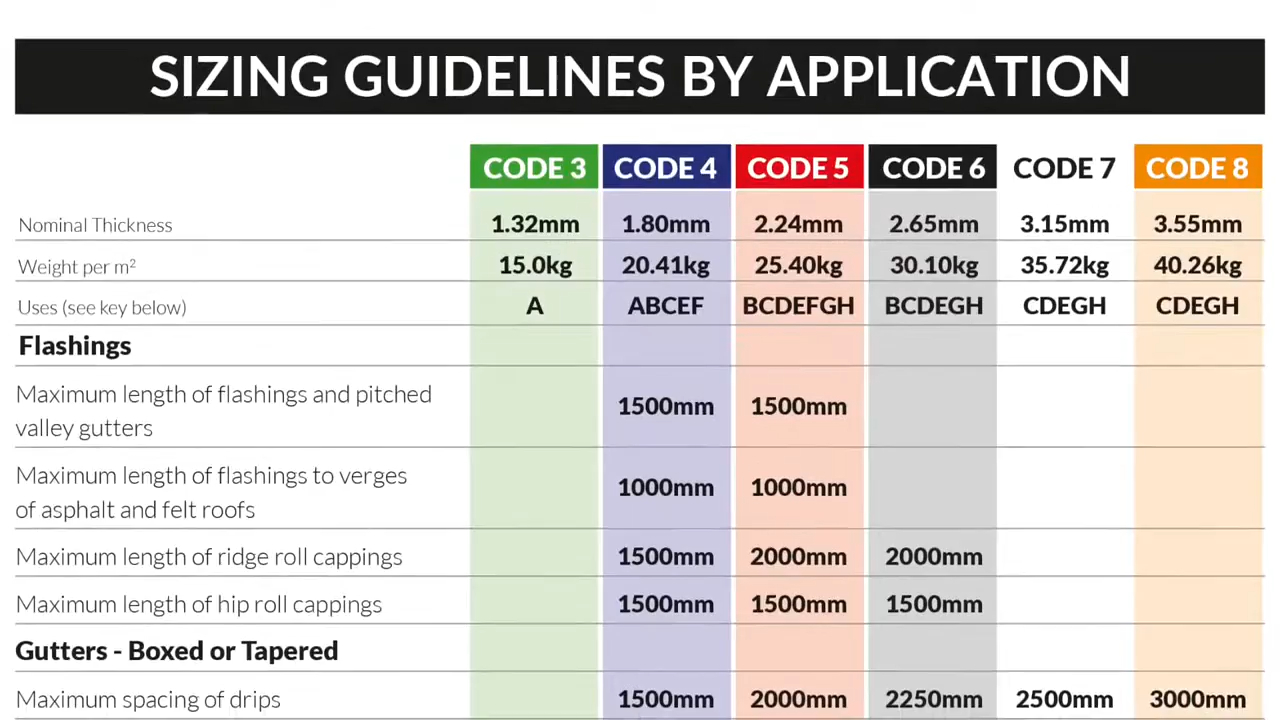 SIZING GUIDELINES BY APPLICATION
CODE 3 CODE 4 CODE 5 CODE 6 CODE 7 CODE 8
Nominal Thickness 1.32mm 1.80mm 2.24mm 2.65mm 3.15mm 3.55mm
Weight per m² 15.0kg 20.41kg 25.40kg 30.10kg 35.72kg 40.26kg
Uses (see key below) A ABCEF BCDEFGH BCDEGH CDEGH CDEGH
Flashings
Maximum length of flashings and pitched
valley gutters 1500mm 1500mm
Maximum length of flashings to verges
of asphalt and felt roofs 1000mm 1000mm
Maximum length of ridge roll cappings 1500mm 2000mm 2000mm
Maximum length of hip roll cappings 1500mm 1500mm 1500mm
Gutters - Boxed or Tapered
Maximum spacing of drips 1500mm 2000mm 2250mm 2500mm 3000mm